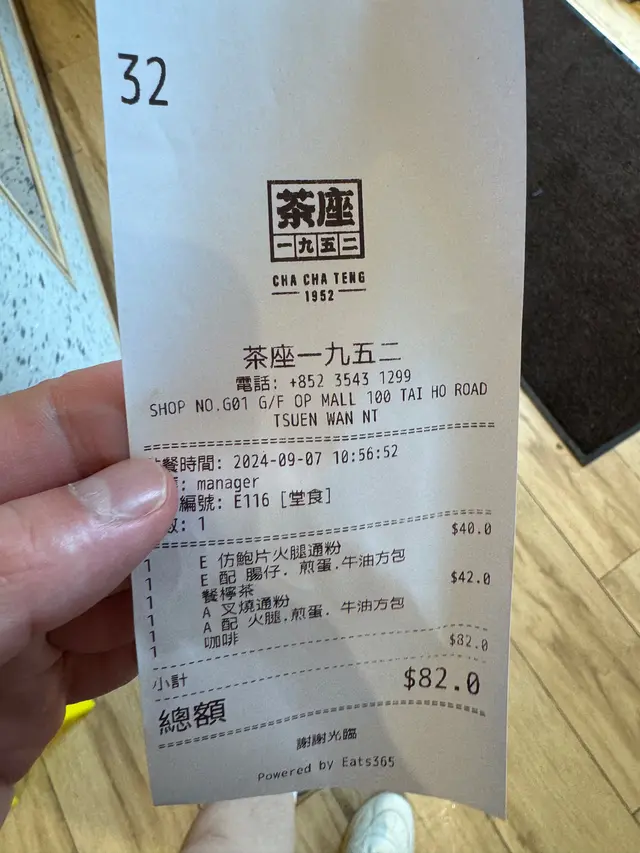 32
茶座
一九五二
CHA CHA TENG
1952
茶座一九五二
電話: +852 3543 1299
SHOP NO.G01 G/F OP MALL 100 TAI HO ROAD
TSUEN WAN NT
餐時間: 2024-09-07 10:56:52
: manager
編號: E116 [堂食]
: 1
1 E 仿鮑片火腿通粉 $40.0
1 E 配 腸仔. 煎蛋.牛油方包
1 餐檸茶
1 A 叉燒通粉 $42.0
1 A 配 火腿.煎蛋. 牛油方包
1 咖啡
小計 $82.0
總額 $82.0
謝謝光臨
Powered by Eats365